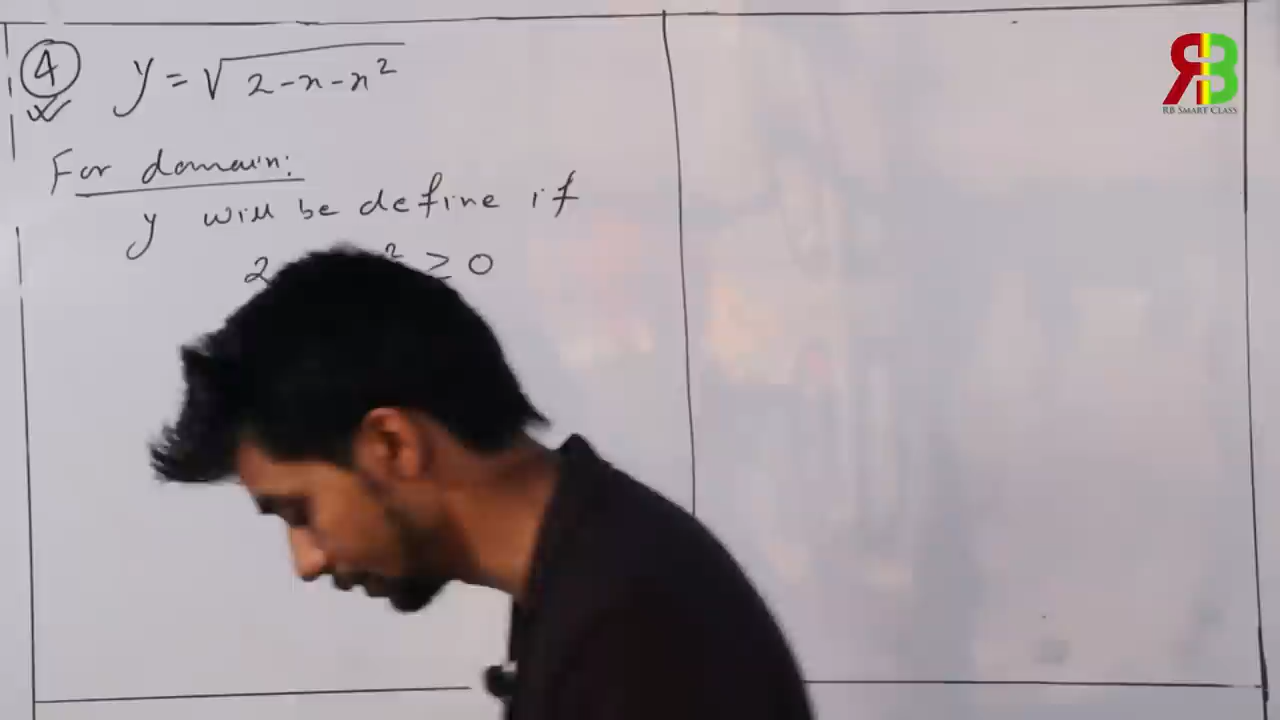 ④ y = √(2-x-x²)
For domain:
y will be define if
2 ² ≥ 0
RB
RB SMART CLASS